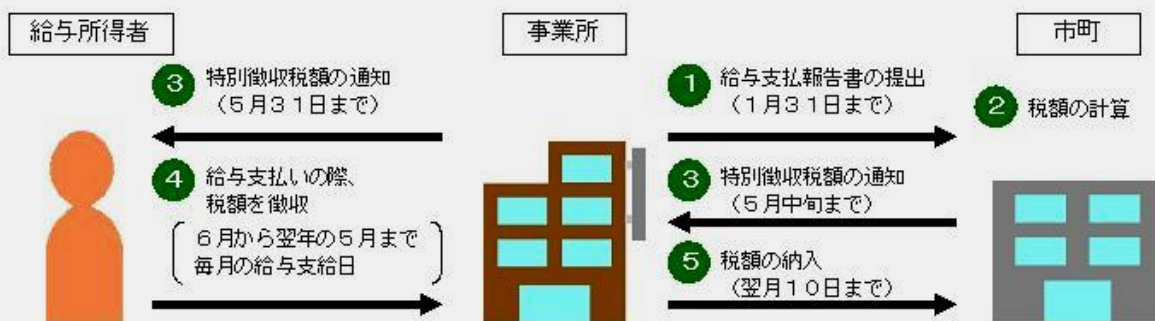 給与所得者
事業所
市町
③ 特別徴収税額の通知
（５月３１日まで）
④ 給与支払いの際、
税額を徴収
６月から翌年の５月まで
毎月の給与支給日
① 給与支払報告書の提出
（１月３１日まで）
② 税額の計算
③ 特別徴収税額の通知
（５月中旬まで）
⑤ 税額の納入
（翌月１０日まで）